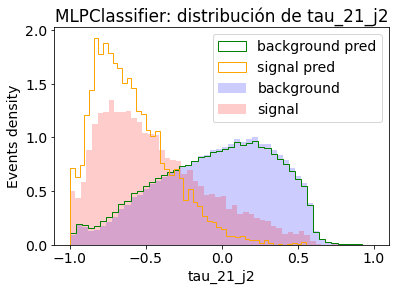 MLPClassifier: distribución de tau_21_j2
background pred
signal pred
background
signal
Events density
2.0
1.5
1.0
0.5
0.0
−1.0 −0.5 0.0 0.5 1.0
tau_21_j2